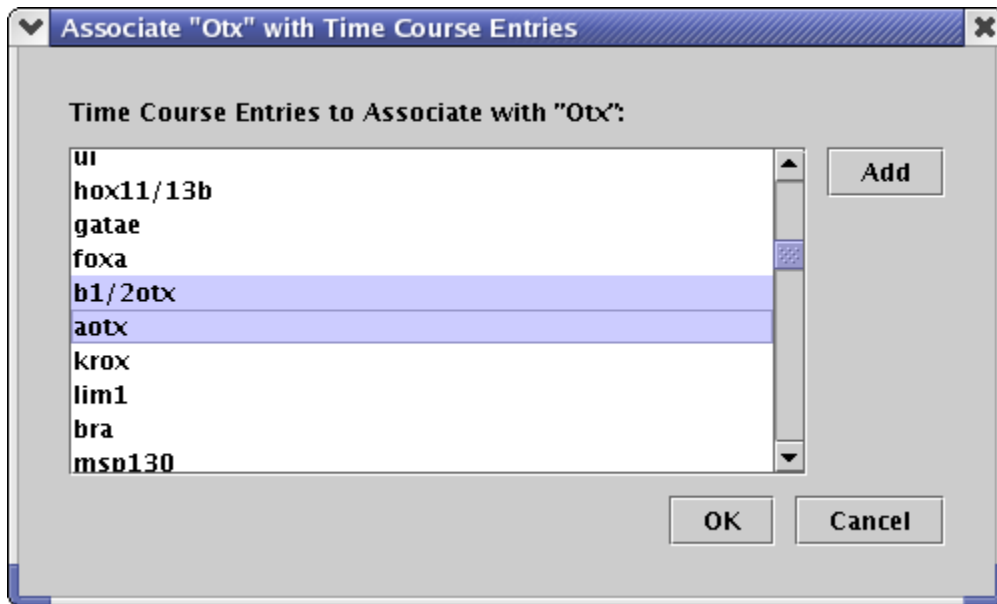 Associate "Otx" with Time Course Entries
Time Course Entries to Associate with "Otx":
ui
hox11/13b
gatae
foxa
b1/2otx
aotx
krox
lim1
bra
msp130
Add
OK
Cancel